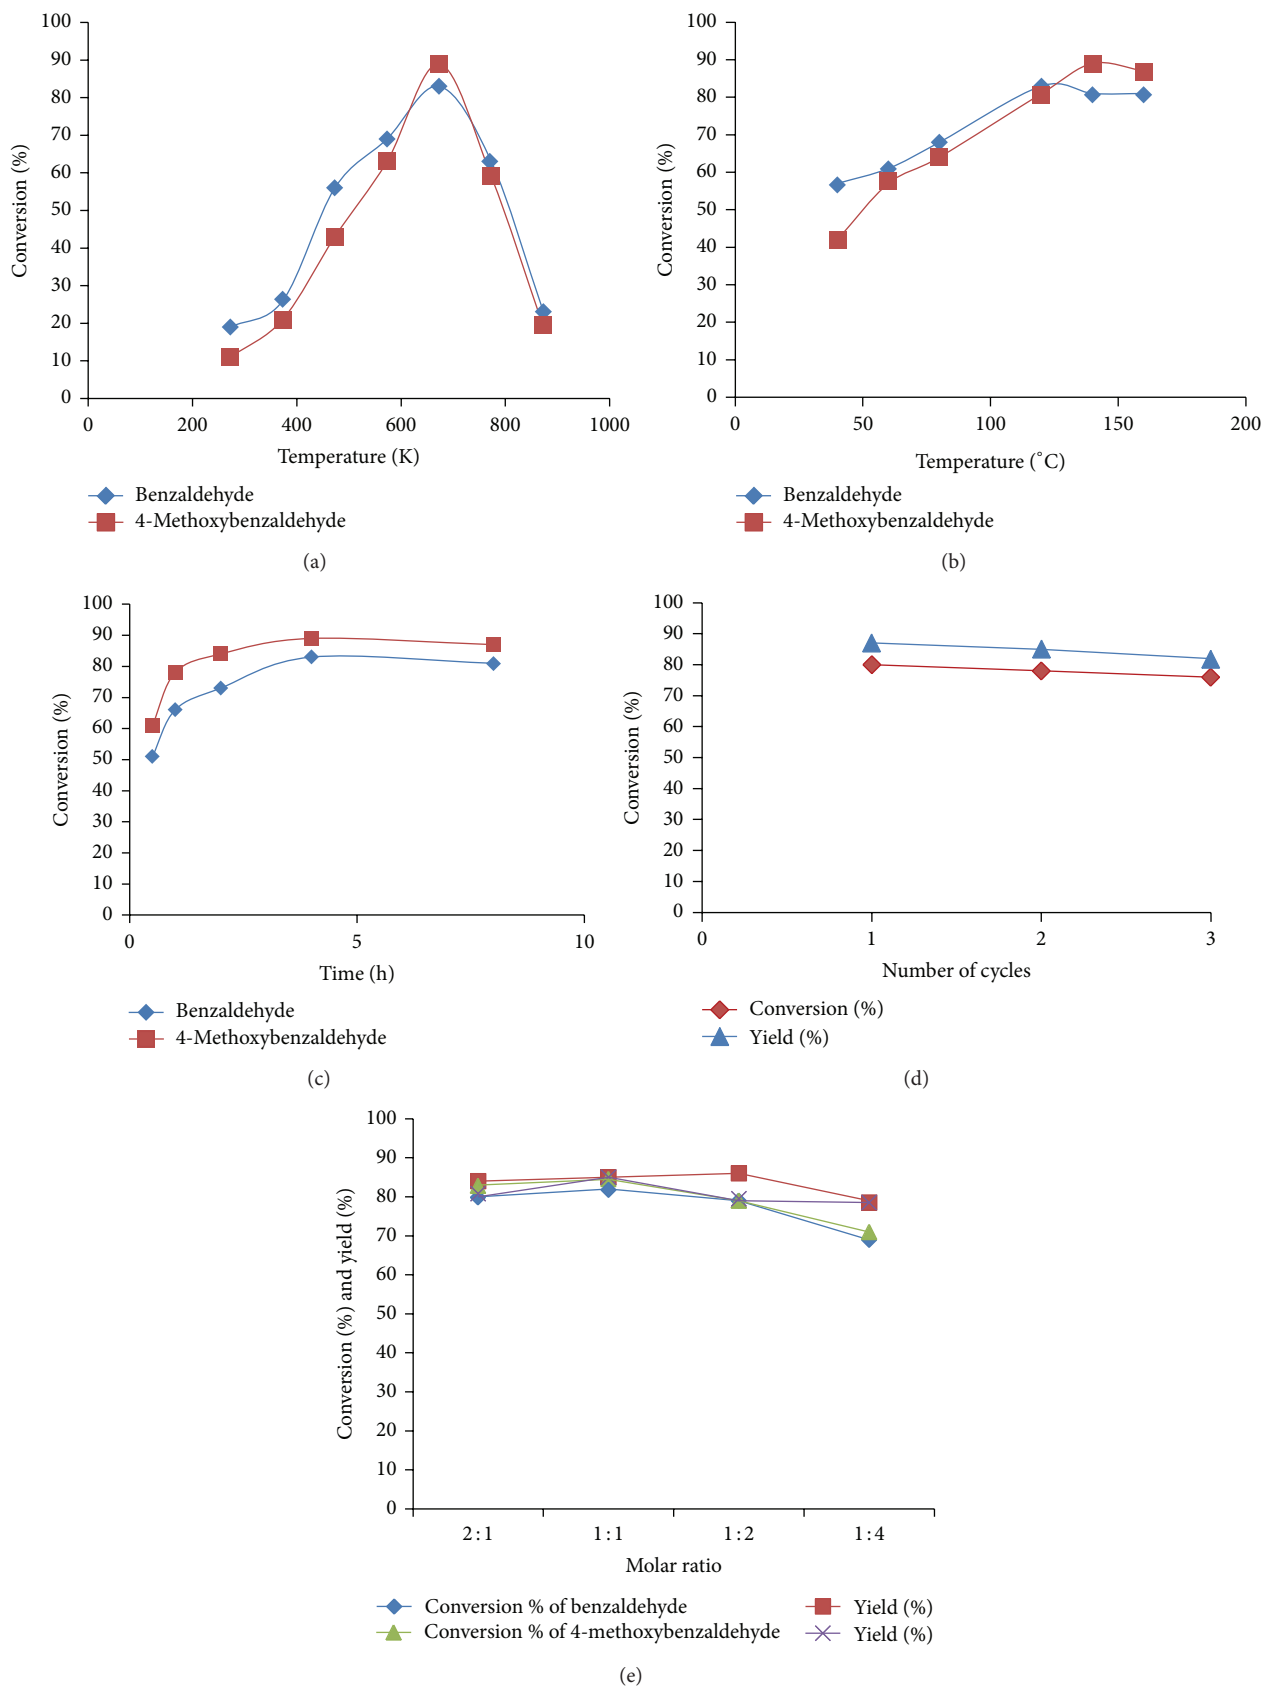 100
90
80
70
60
50
40
30
20
10
0
Conversion (%)
0 200 400 600 800 1000
Temperature (K)
Benzaldehyde
4-Methoxybenzaldehyde
(a)
100
90
80
70
60
50
40
30
20
10
0
Conversion (%)
0 50 100 150 200
Temperature (°C)
Benzaldehyde
4-Methoxybenzaldehyde
(b)
100
90
80
70
60
50
40
30
20
10
0
Conversion (%)
0 5 10
Time (h)
Benzaldehyde
4-Methoxybenzaldehyde
(c)
100
90
80
70
60
50
40
30
20
10
0
Conversion (%)
0 1 2 3
Number of cycles
Conversion (%)
Yield (%)
(d)
100
90
80
70
60
50
40
30
20
10
0
Conversion (%) and yield (%)
2 : 1 1 : 1 1 : 2 1 : 4
Molar ratio
Conversion % of benzaldehyde
Conversion % of 4-methoxybenzaldehyde
Yield (%)
Yield (%)
(e)